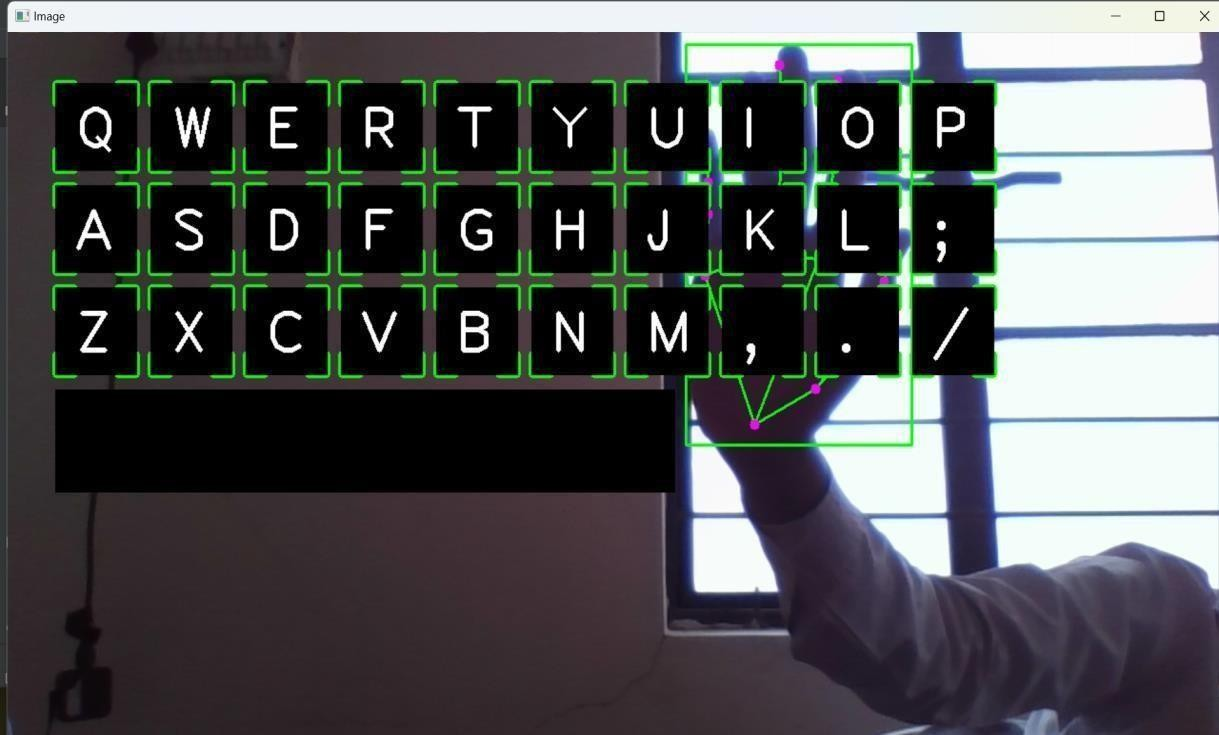 Image
Q W E R T Y U I O P
A S D F G H J K L ;
Z X C V B N M , . /